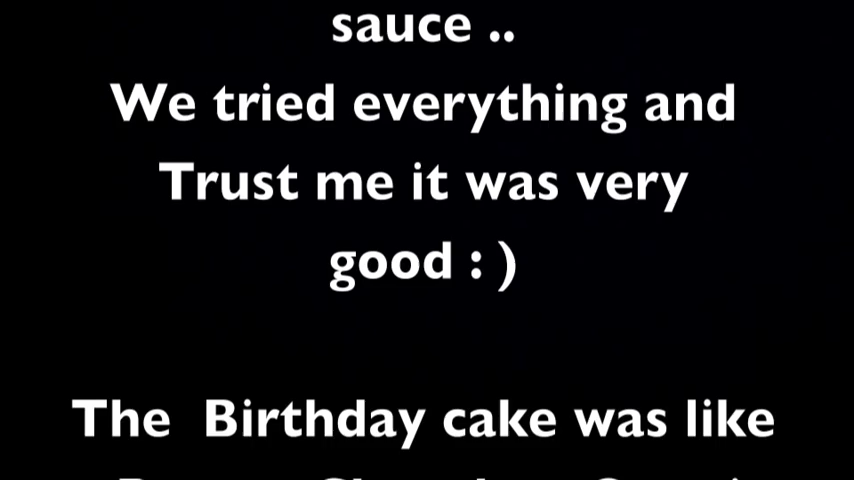 sauce ..
We tried everything and
Trust me it was very
good : )
The  Birthday cake was like